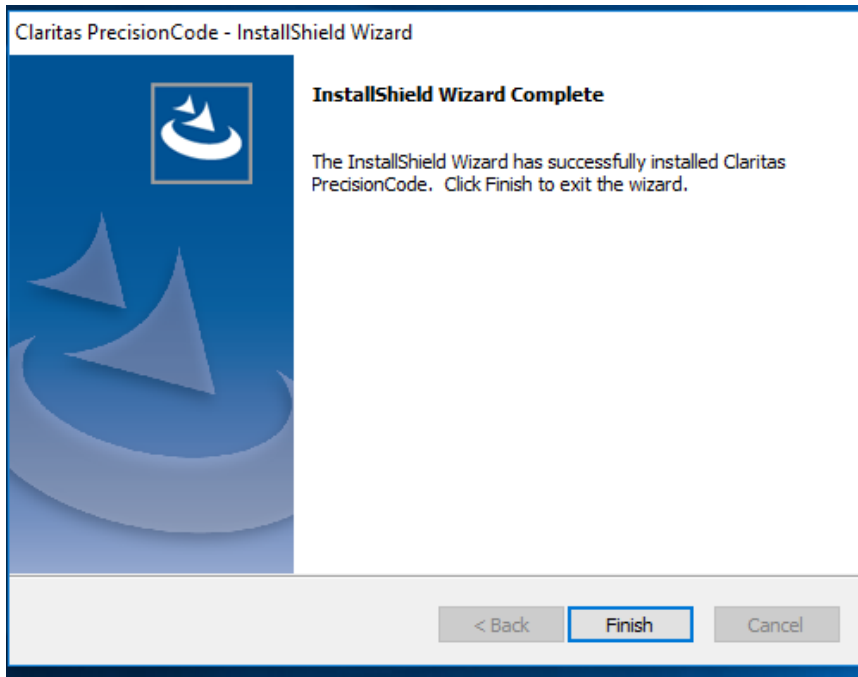 Claritas PrecisionCode - InstallShield Wizard
InstallShield Wizard Complete
The InstallShield Wizard has successfully installed Claritas
PrecisionCode.  Click Finish to exit the wizard.
< Back
Finish
Cancel